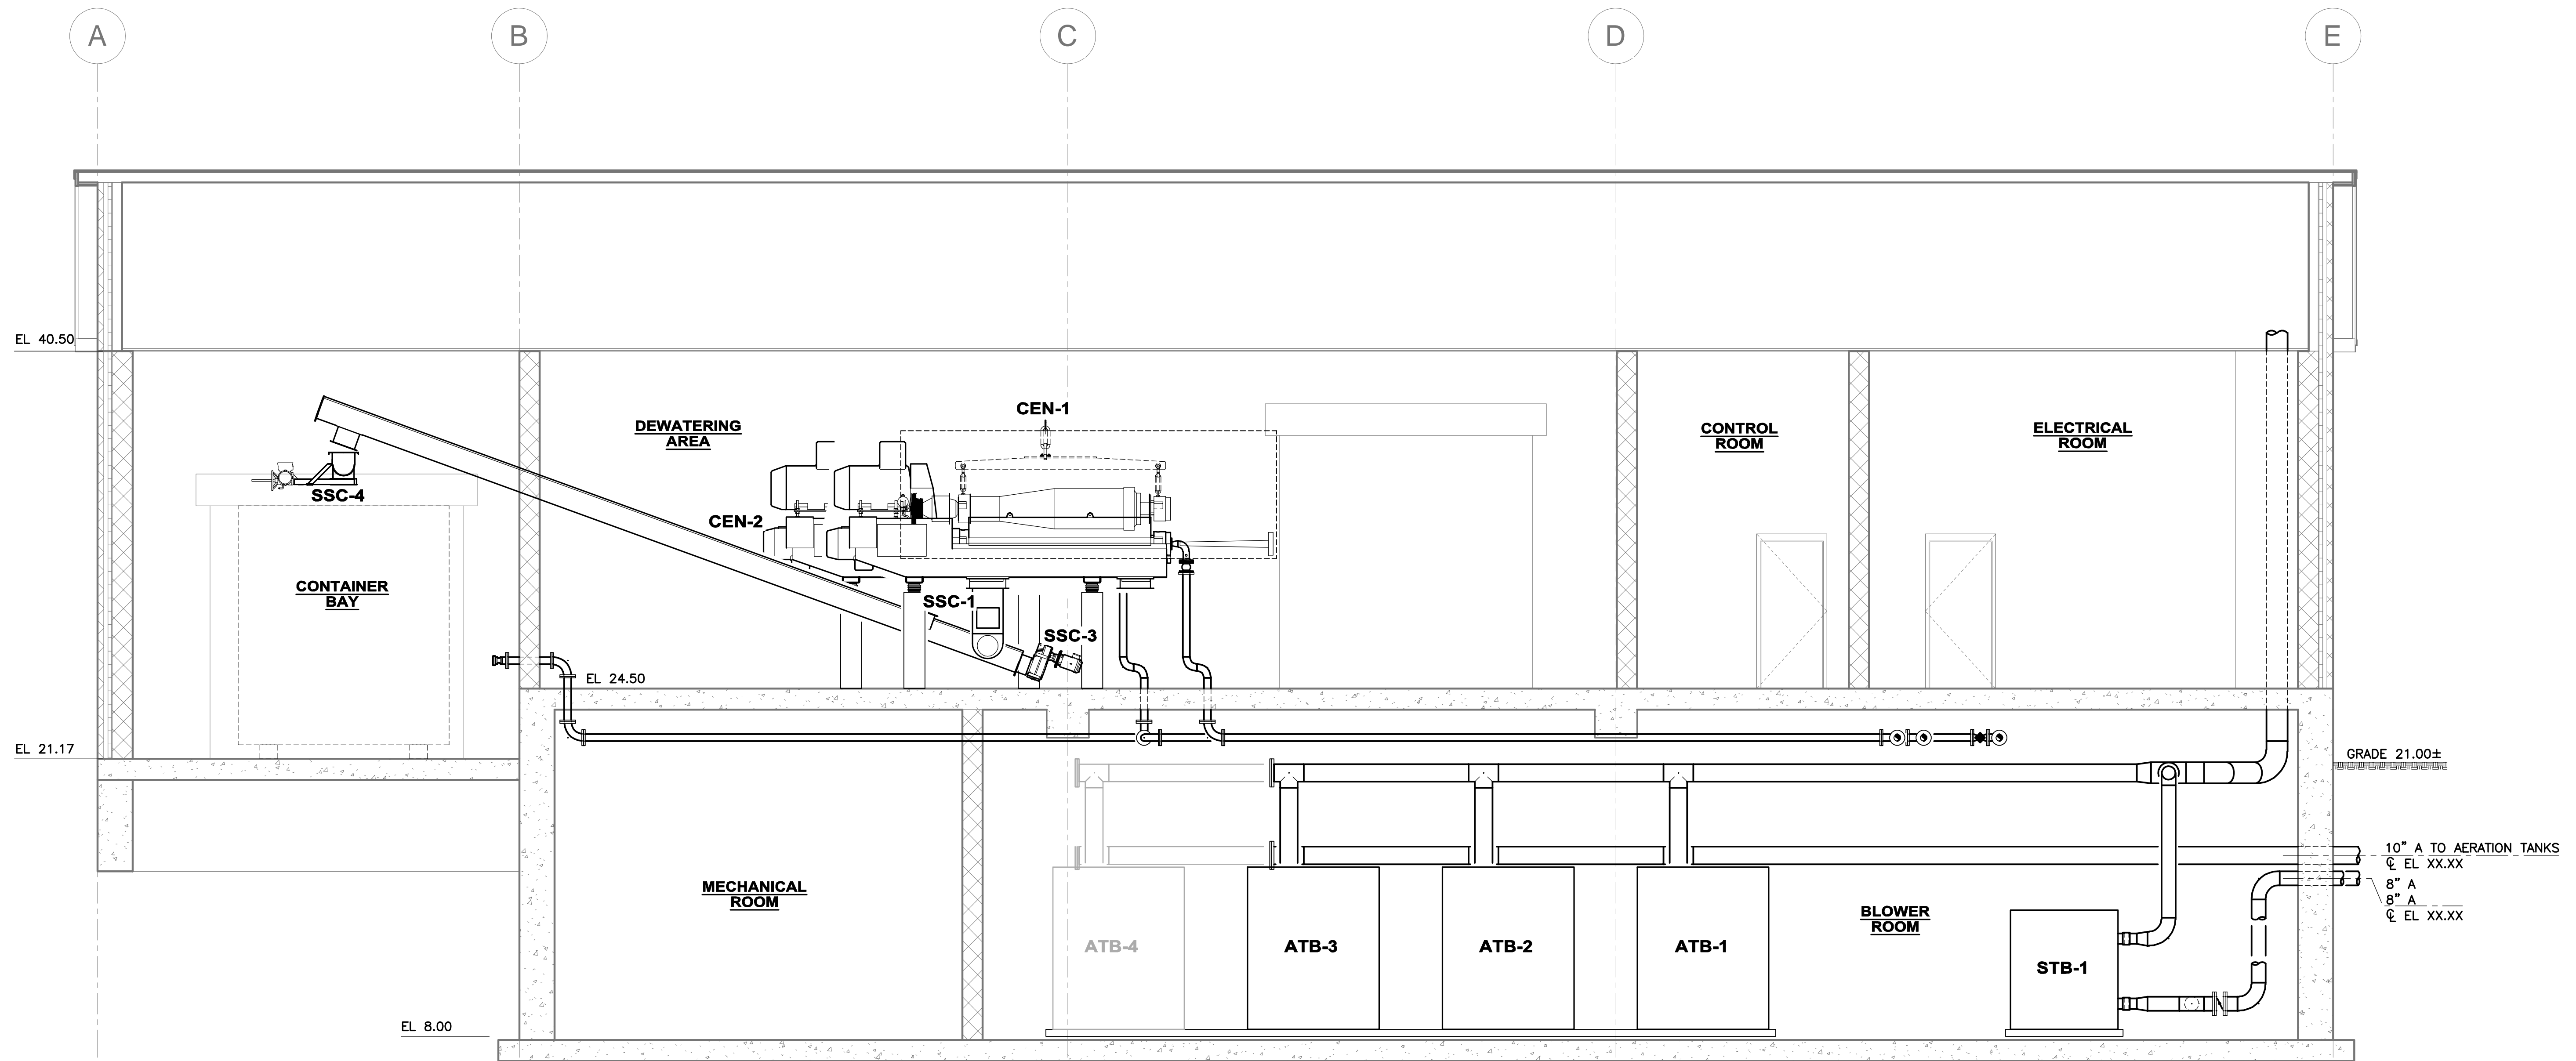 A
B
C
D
E
EL 40.50
CEN-1
DEWATERING
AREA
CONTROL
ROOM
ELECTRICAL
ROOM
SSC-4
CEN-2
CONTAINER
BAY
SSC-1
SSC-3
EL 24.50
EL 21.17
GRADE 21.00±
10" A TO AERATION TANKS
℄ EL XX.XX
8" A
8" A
℄ EL XX.XX
MECHANICAL
ROOM
BLOWER
ROOM
ATB-4
ATB-3
ATB-2
ATB-1
STB-1
EL 8.00